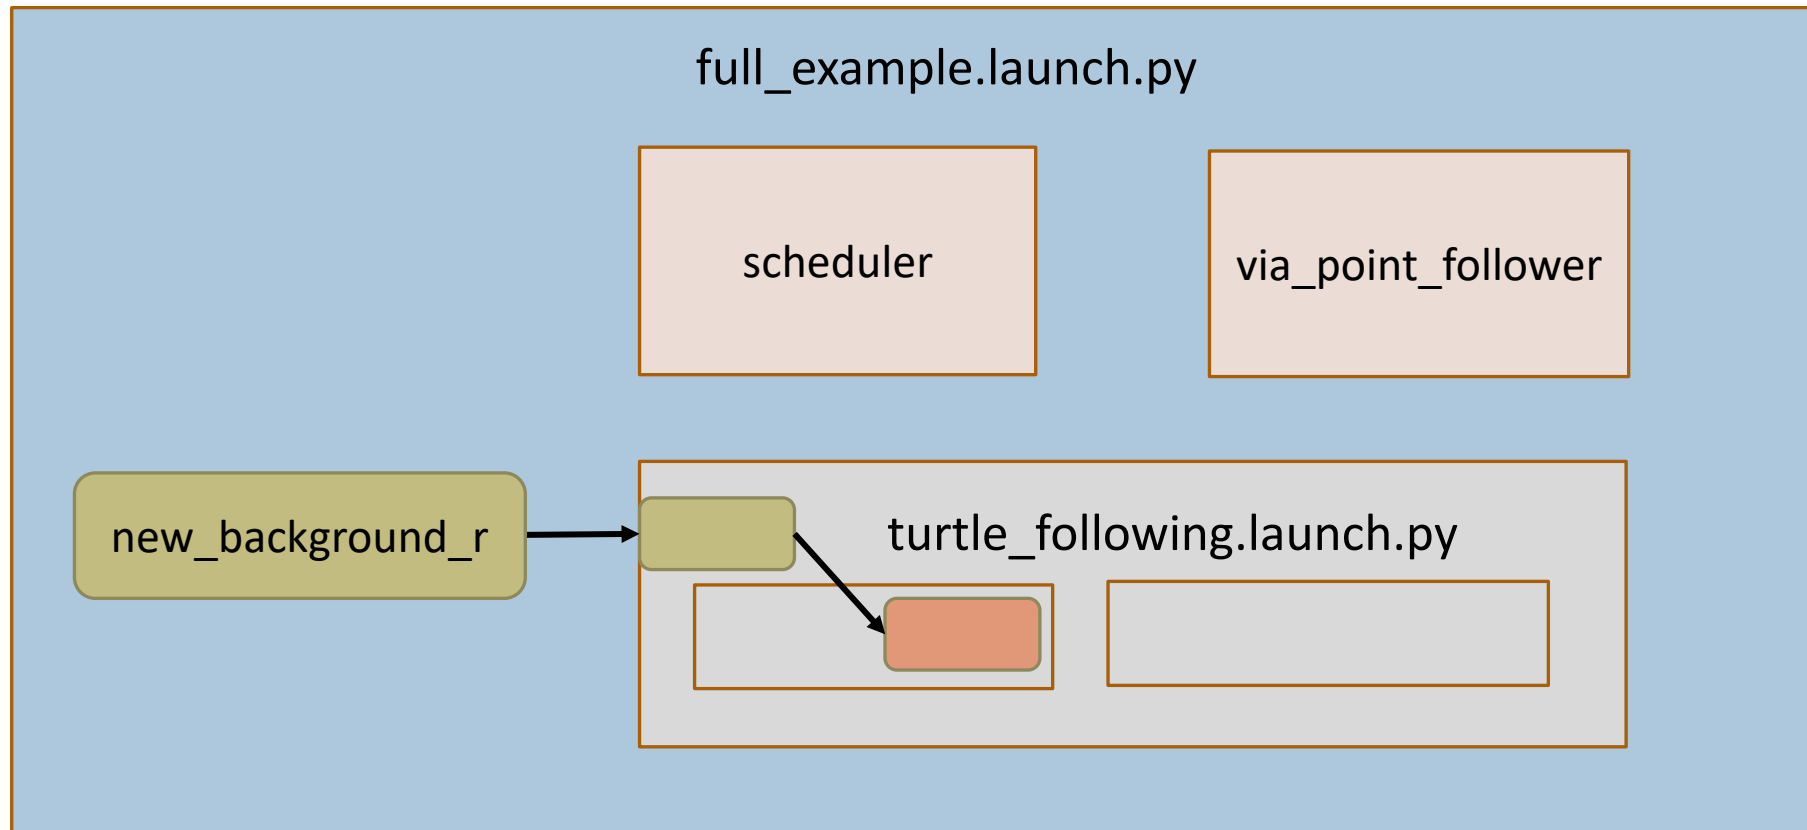 full_example.launch.py
scheduler
via_point_follower
new_background_r
turtle_following.launch.py